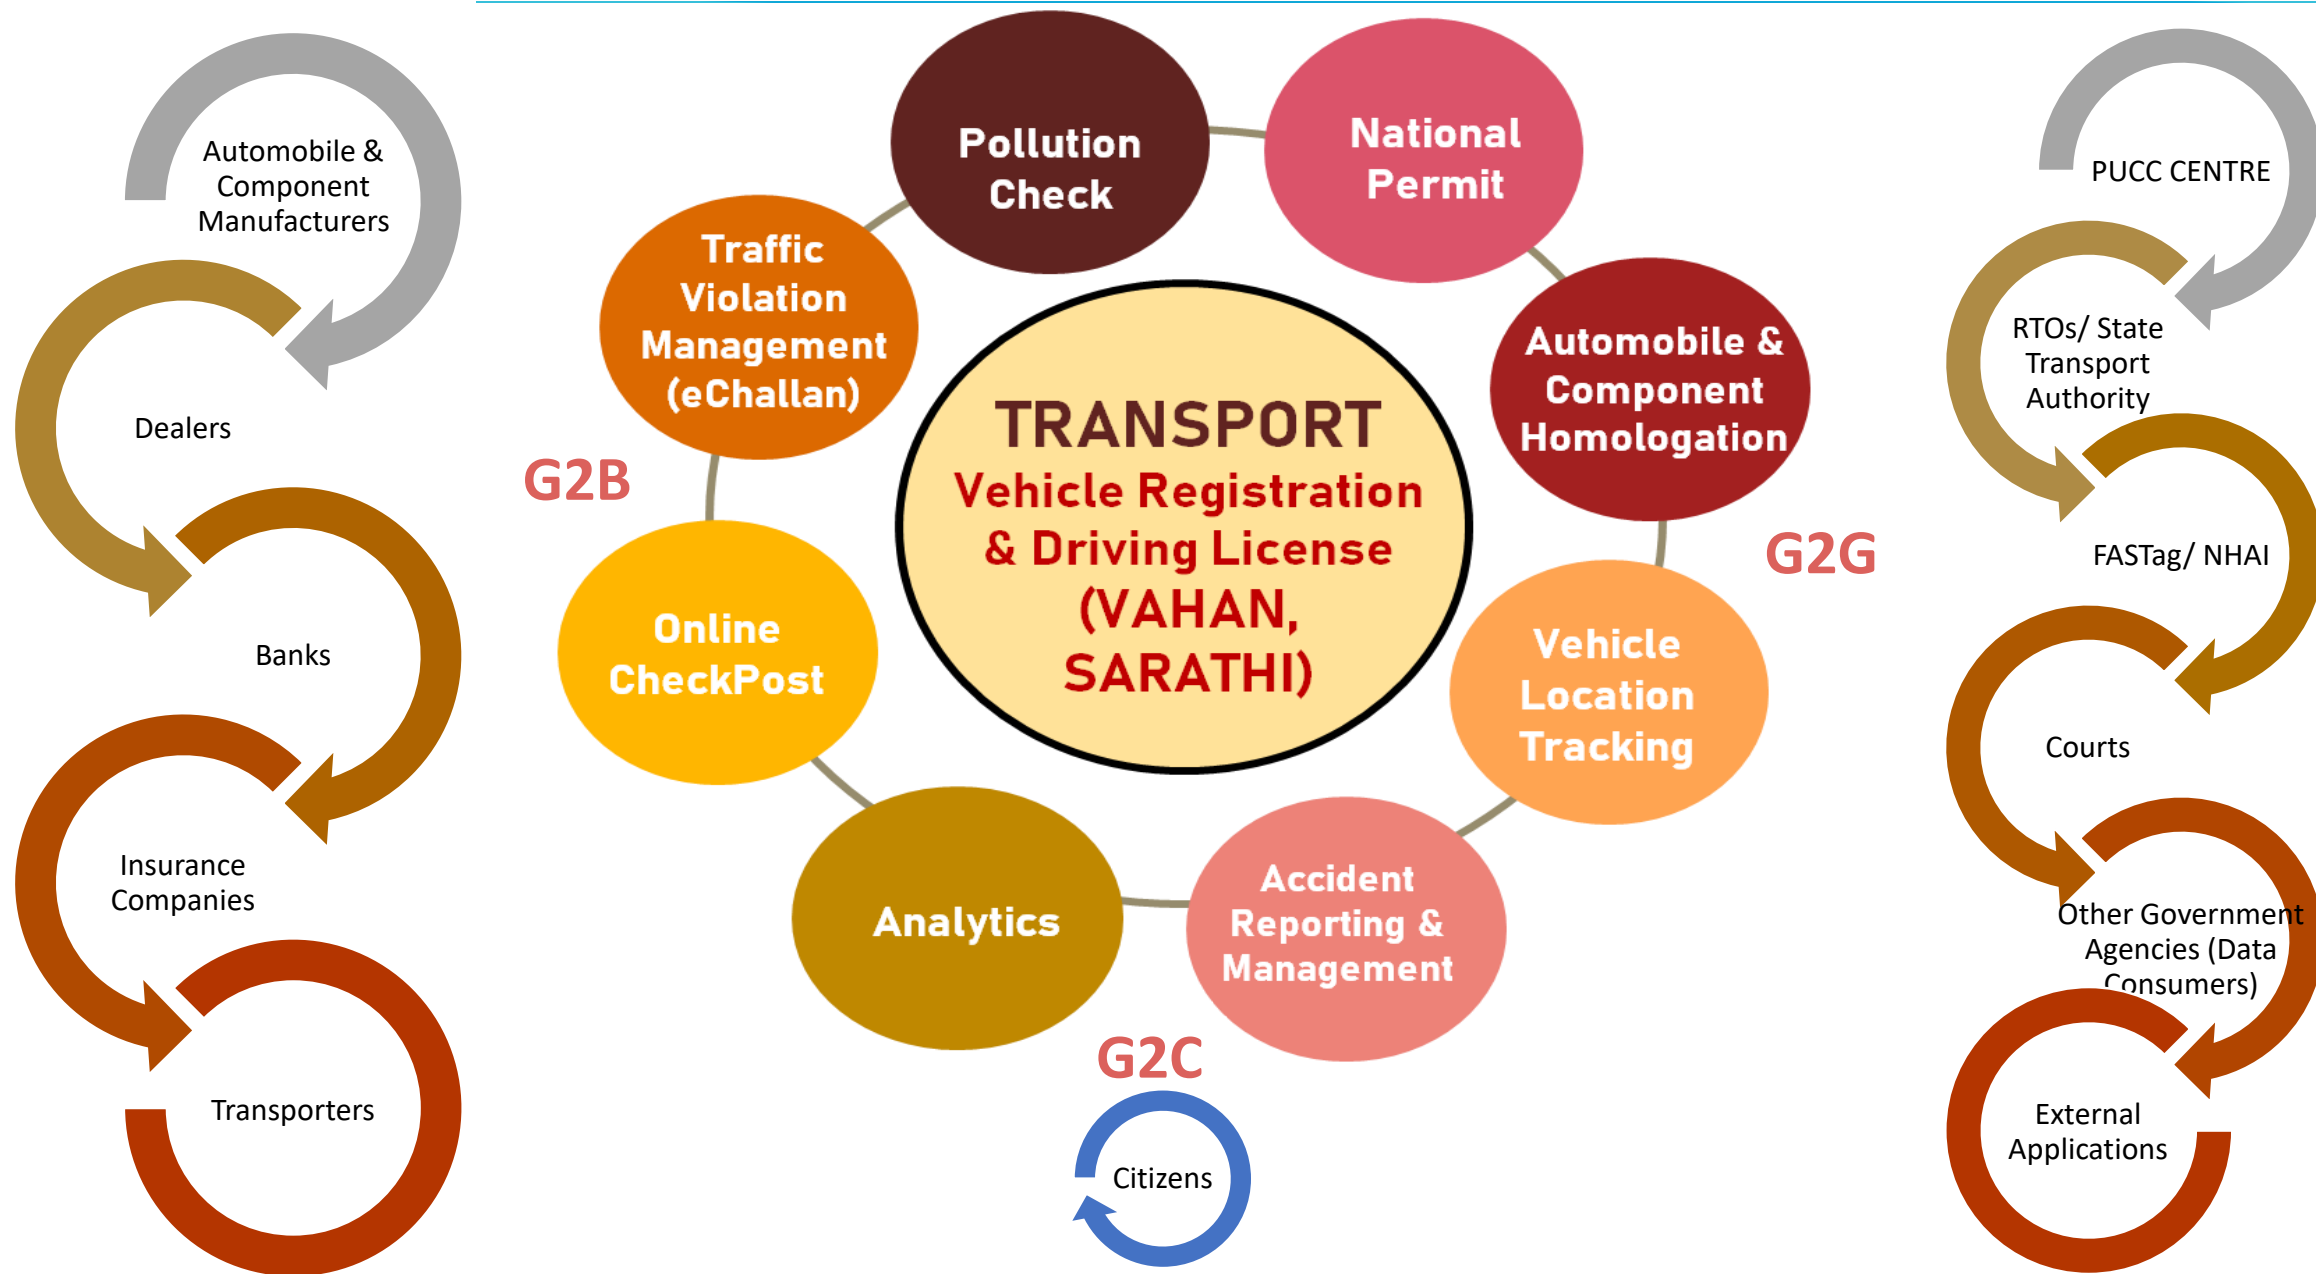 Automobile &
Component
Manufacturers
Dealers
Banks
Insurance
Companies
Transporters
G2B
Pollution
Check
National
Permit
Traffic
Violation
Management
(eChallan)
Automobile &
Component
Homologation
TRANSPORT
Vehicle Registration
& Driving License
(VAHAN,
SARATHI)
Online
CheckPost
Vehicle
Location
Tracking
Analytics
Accident
Reporting &
Management
G2C
Citizens
G2G
PUCC CENTRE
RTOs/ State
Transport
Authority
FASTag/ NHAI
Courts
Other Government
Agencies (Data
Consumers)
External
Applications